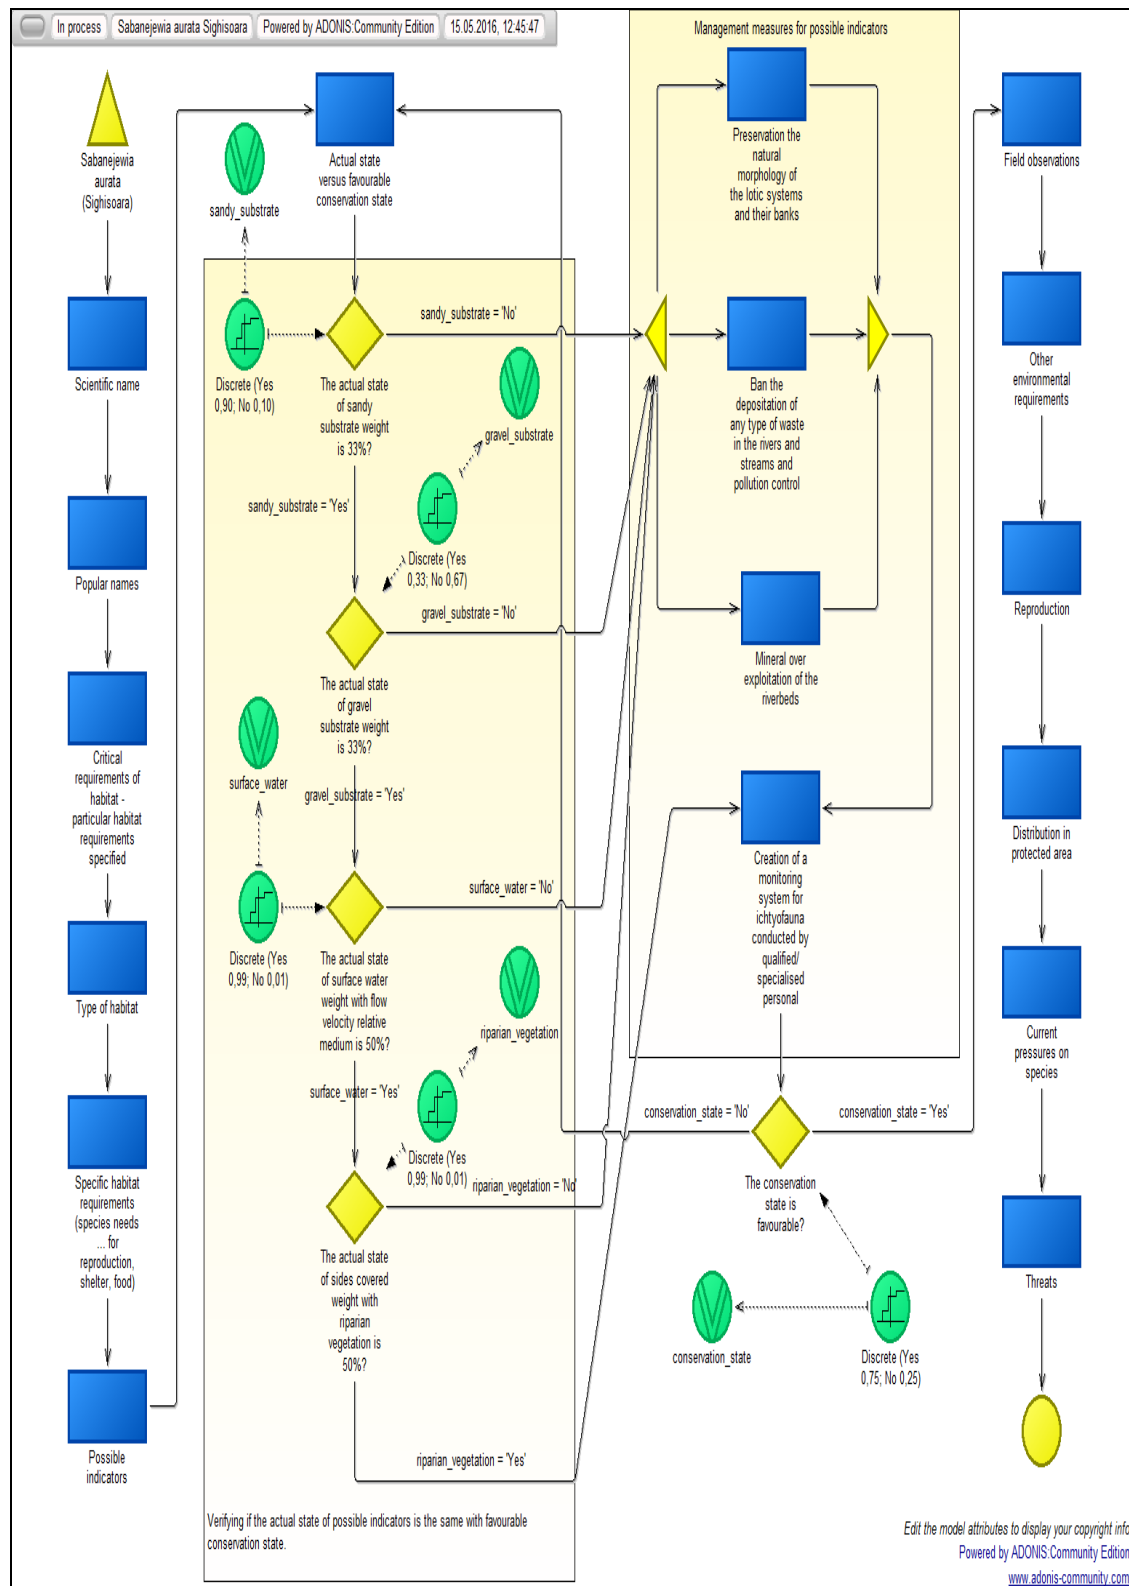 In process
Sabanejewia aurata Sighisoara
Powered by ADONIS:Community Edition
15.05.2016, 12:45:47
Sabanejewia
aurata
(Sighisoara)
Scientific name
Popular names
Critical
requirements of
habitat -
particular habitat
requirements
specified
Type of habitat
Specific habitat
requirements
(species needs
... for
reproduction,
shelter, food)
Possible
indicators
Actual state
versus favourable
conservation state
sandy_substrate
Discrete (Yes
0,90; No 0,10)
The actual state
of sandy
substrate weight
is 33%?
sandy_substrate = 'No'
sandy_substrate = 'Yes'
gravel_substrate
Discrete (Yes
0,33; No 0,67)
gravel_substrate = 'No'
The actual state
of gravel
substrate weight
is 33%?
gravel_substrate = 'Yes'
surface_water
Discrete (Yes
0,99; No 0,01)
surface_water = 'No'
The actual state
of surface water
weight with flow
velocity relative
medium is 50%?
surface_water = 'Yes'
riparian_vegetation
Discrete (Yes
0,99; No 0,01)
riparian_vegetation = 'No'
The actual state
of sides covered
weight with
riparian
vegetation is
50%?
riparian_vegetation = 'Yes'
Verifying if the actual state of possible indicators is the same with favourable
conservation state.
Management measures for possible indicators
Preservation the
natural
morphology of
the lotic systems
and their banks
Ban the
depositation of
any type of waste
in the rivers and
streams and
pollution control
Mineral over
exploitation of the
riverbeds
Creation of a
monitoring
system for
ichtyofauna
conducted by
qualified/
specialised
personal
conservation_state = 'No'
conservation_state = 'Yes'
The conservation
state is
favourable?
conservation_state
Discrete (Yes
0,75; No 0,25)
Field observations
Other
environmental
requirements
Reproduction
Distribution in
protected area
Current
pressures on
species
Threats
Edit the model attributes to display your copyright info
Powered by ADONIS:Community Edition
www.adonis-community.com